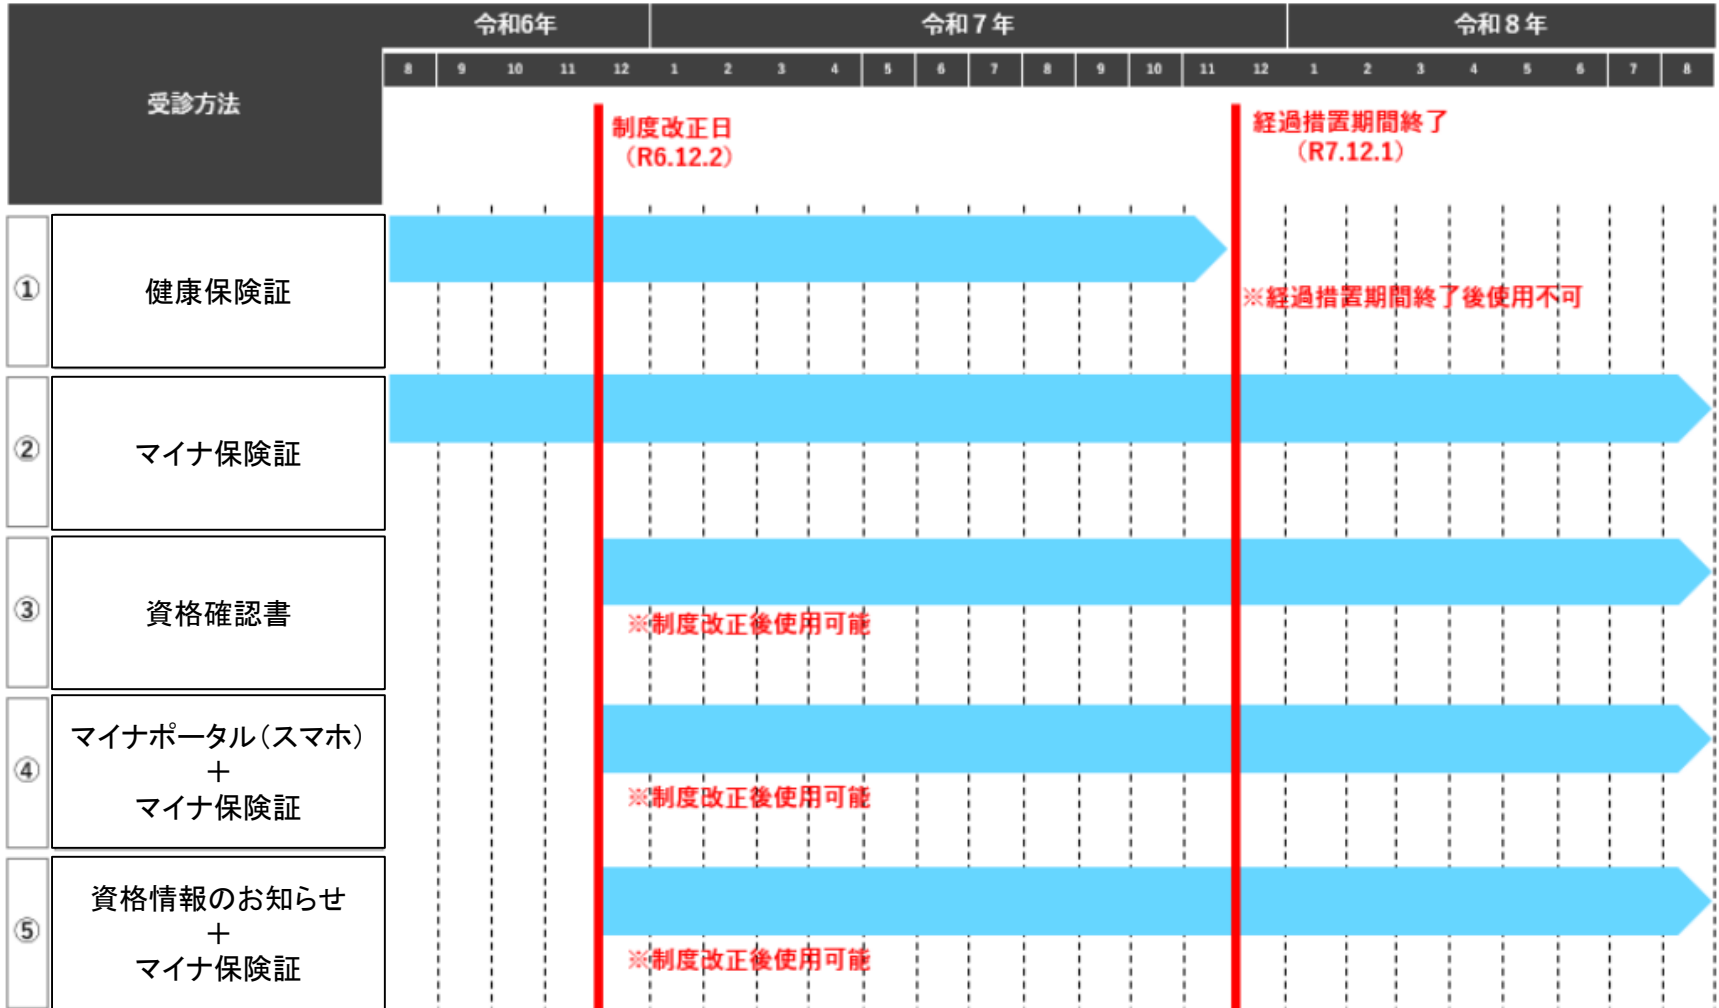 受診方法
令和6年
令和７年
令和８年
8 9 10 11 12 1 2 3 4 5 6 7 8 9 10 11 12 1 2 3 4 5 6 7 8
制度改正日
（R6.12.2）
経過措置期間終了
（R7.12.1）
①
健康保険証
※経過措置期間終了後使用不可
②
マイナ保険証
③
資格確認書
※制度改正後使用可能
④
マイナポータル（スマホ）
＋
マイナ保険証
※制度改正後使用可能
⑤
資格情報のお知らせ
＋
マイナ保険証
※制度改正後使用可能